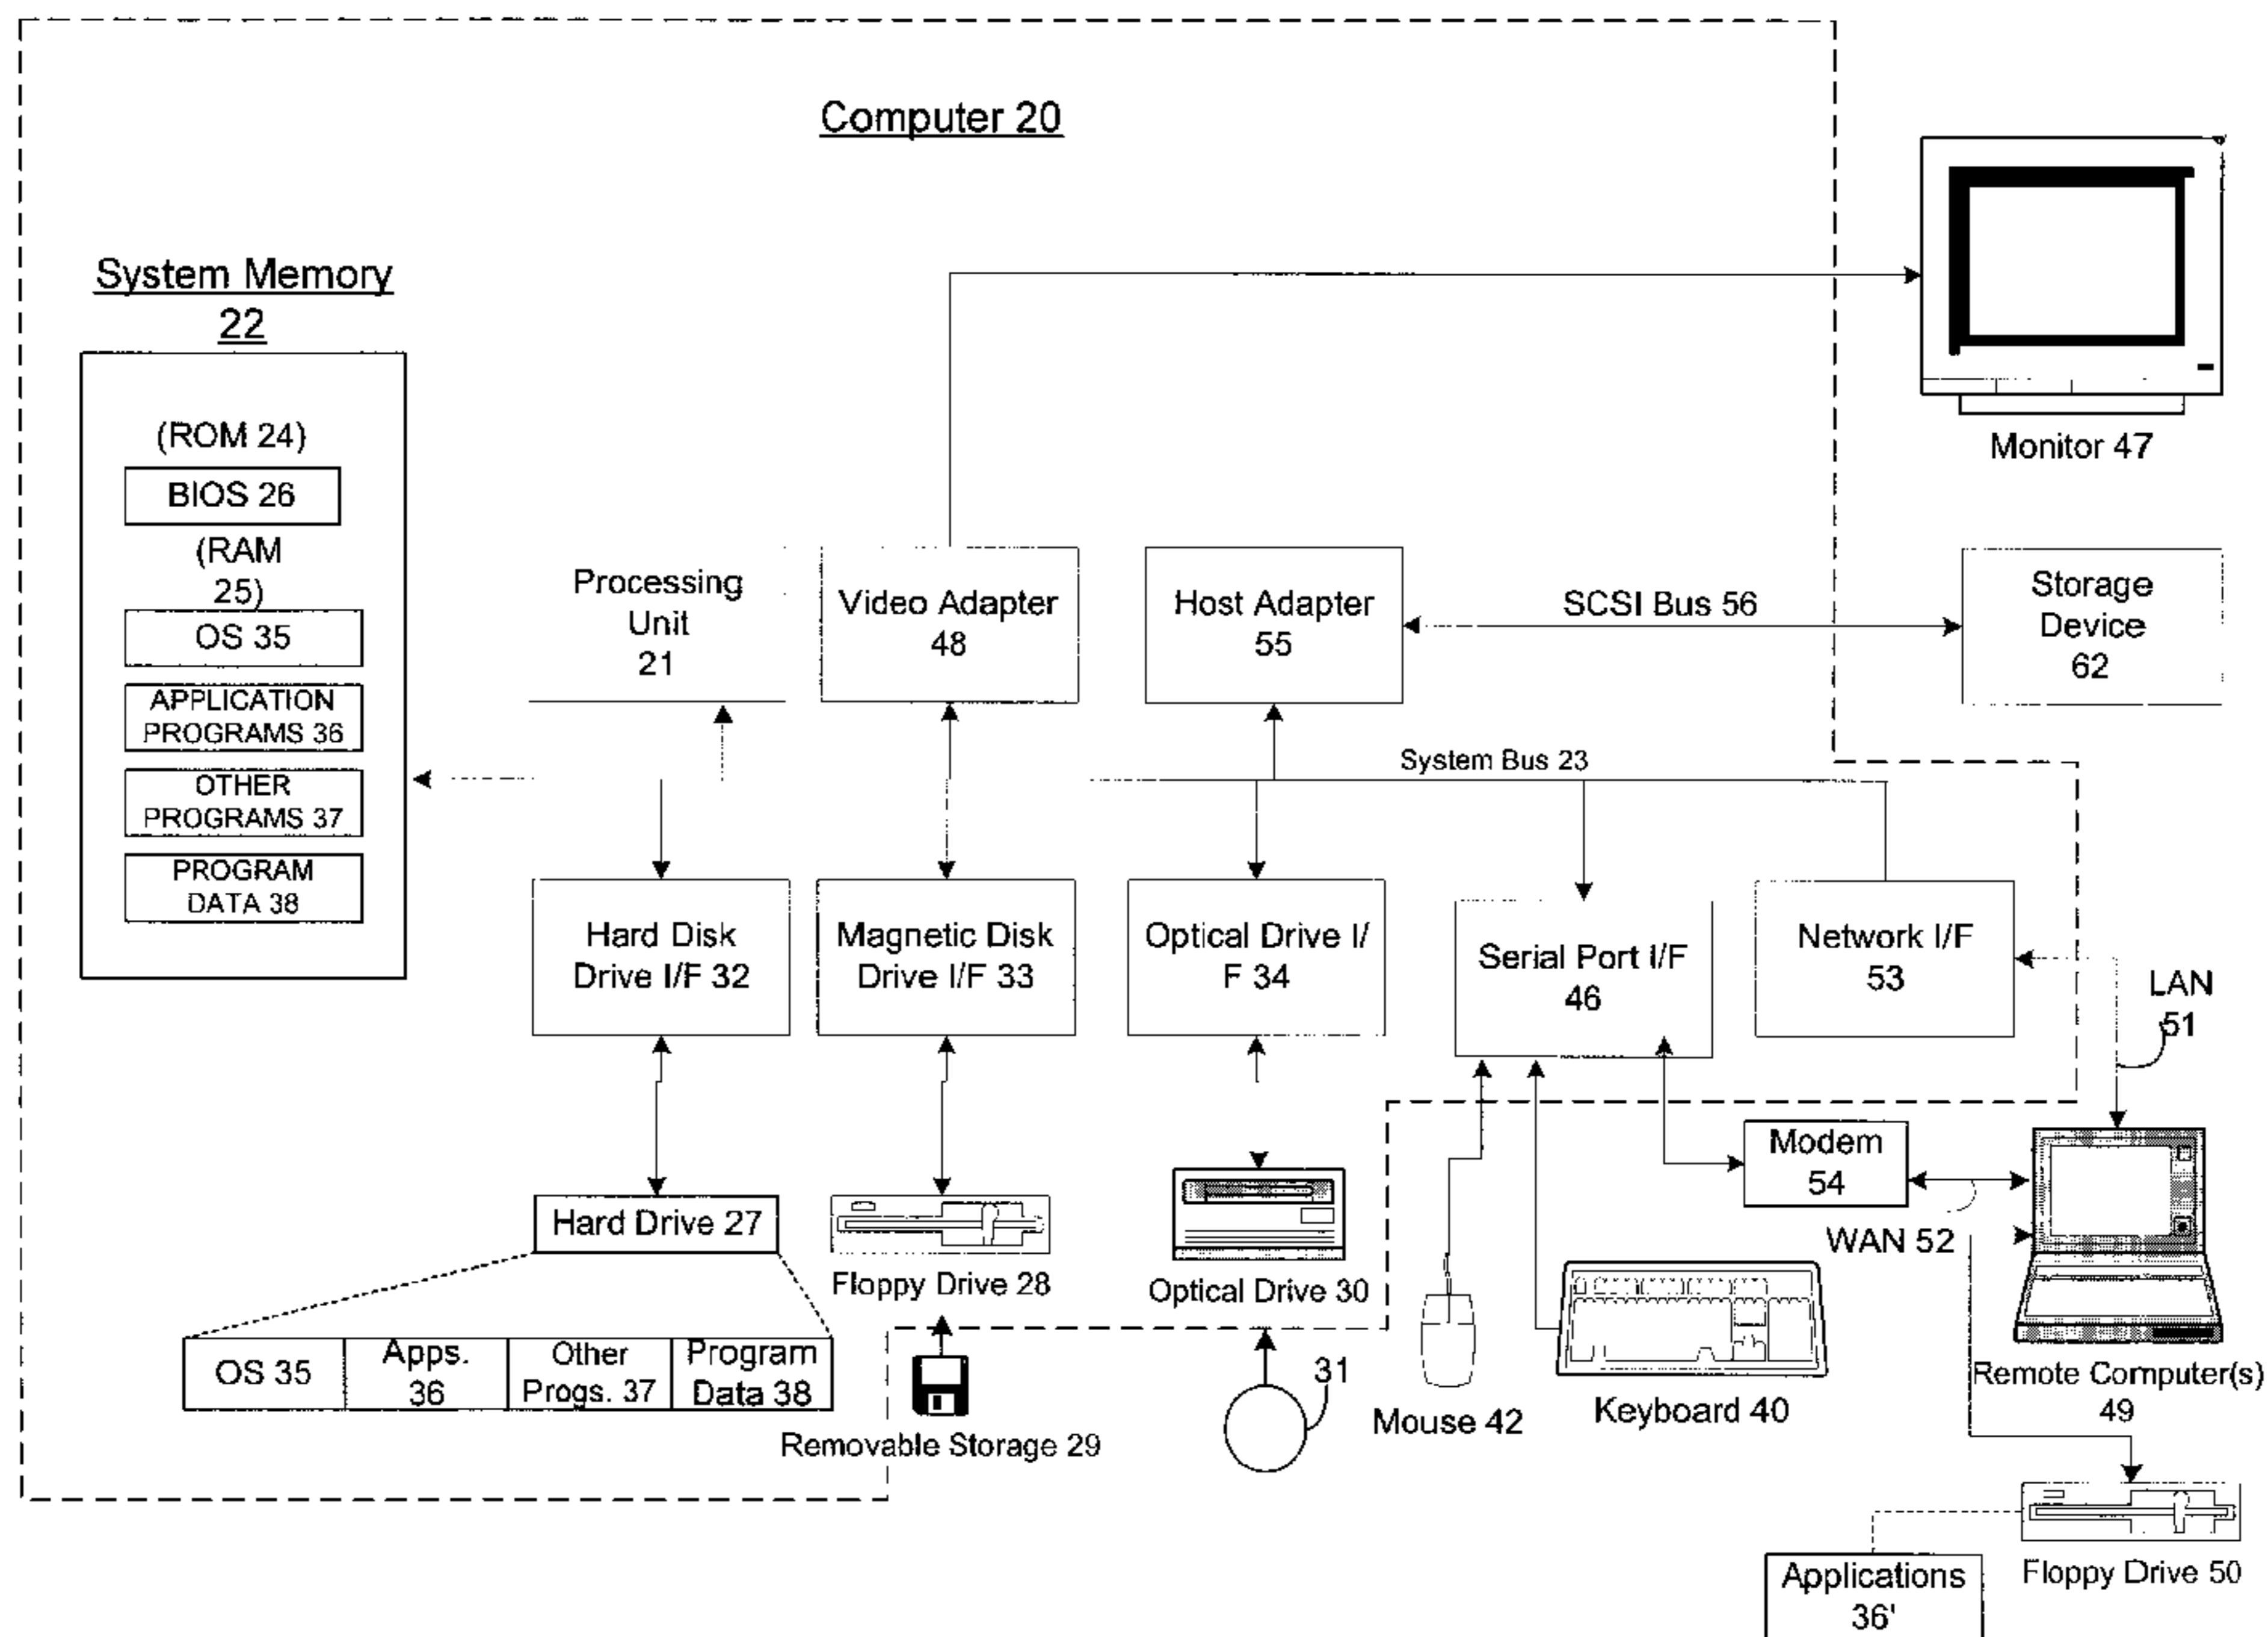 Computer 20
System Memory
22
(ROM 24)
BIOS 26
(RAM
25)
OS 35
APPLICATION
PROGRAMS 36
OTHER
PROGRAMS 37
PROGRAM
DATA 38
Processing
Unit
21
Video Adapter
48
Host Adapter
55
SCSI Bus 56
Storage
Device
62
Monitor 47
System Bus 23
Hard Disk
Drive I/F 32
Magnetic Disk
Drive I/F 33
Optical Drive I/
F 34
Serial Port I/F
46
Network I/F
53
LAN
51
Modem
54
WAN 52
Hard Drive 27
Floppy Drive 28
Optical Drive 30
OS 35
Apps.
36
Other
Progs. 37
Program
Data 38
Removable Storage 29
31
Mouse 42
Keyboard 40
Remote Computer(s)
49
Floppy Drive 50
Applications
36'